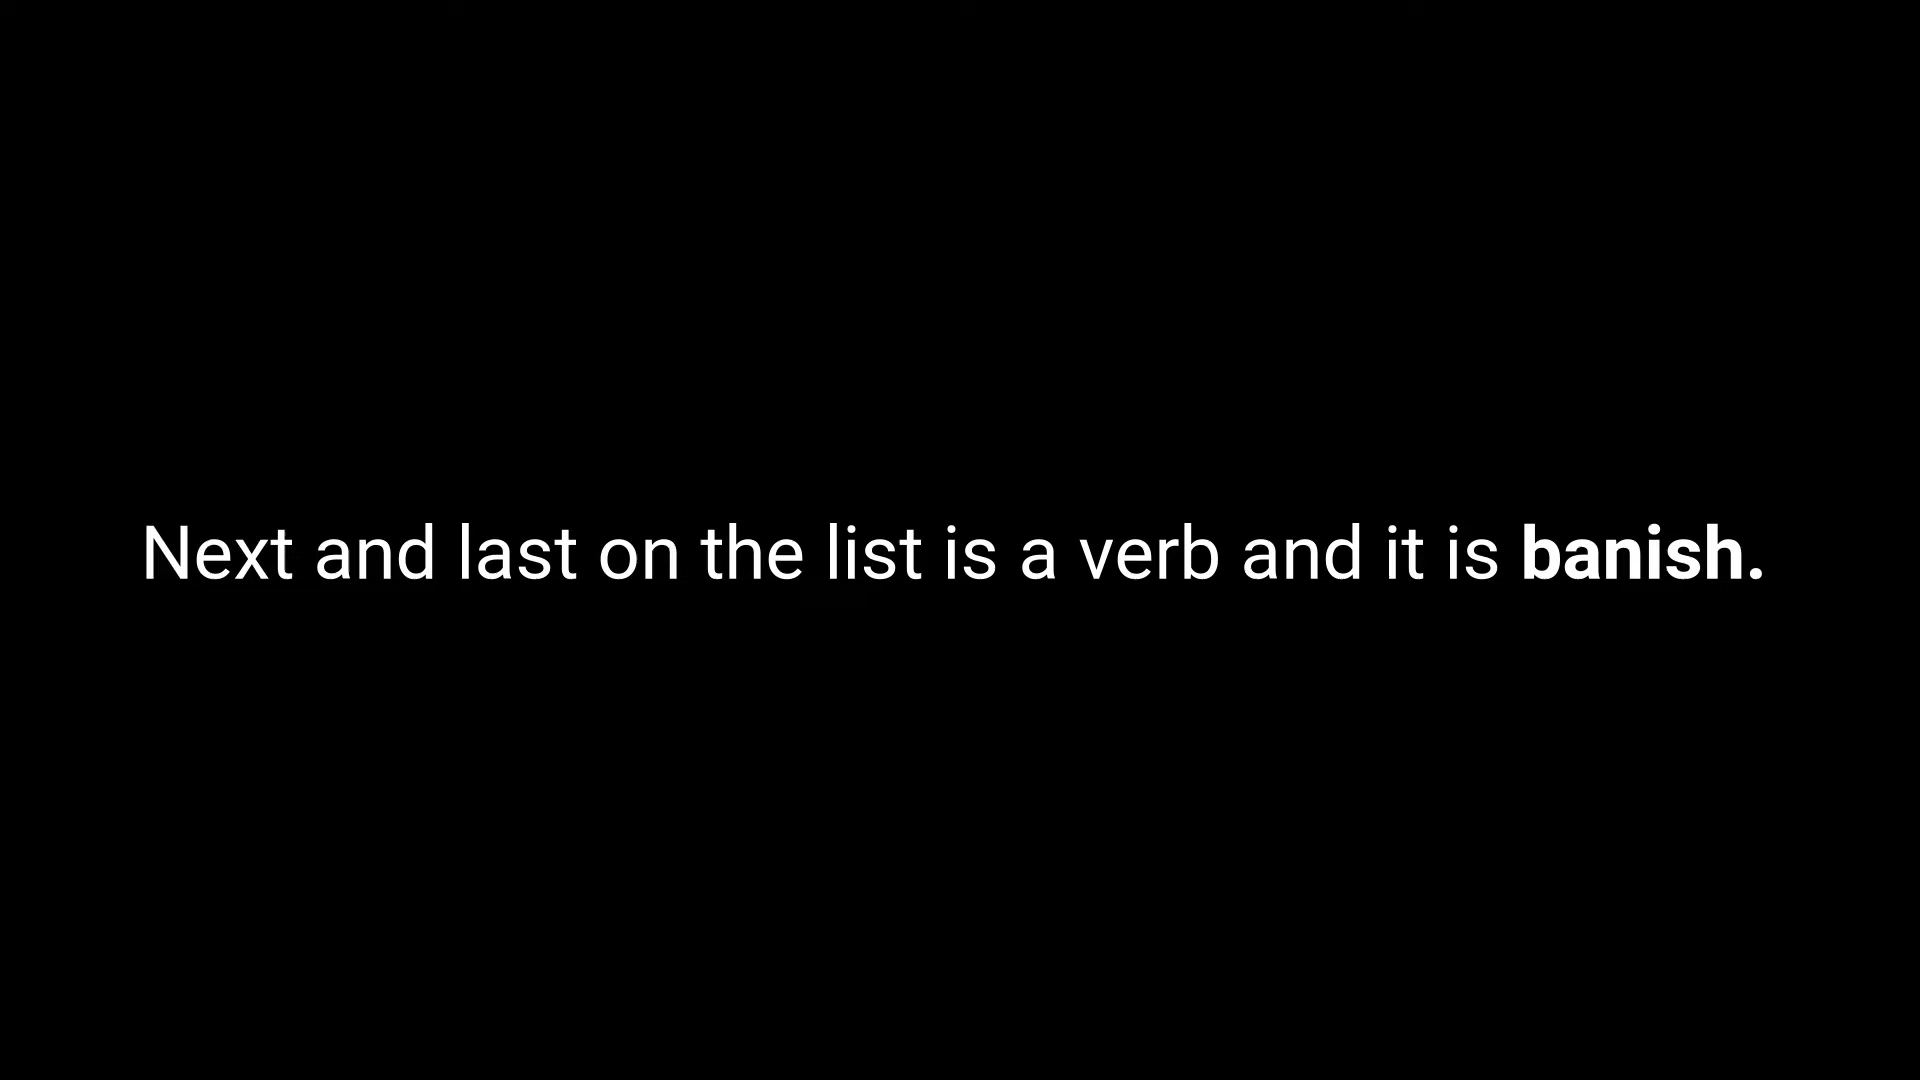 Next and last on the list is a verb and it is banish.